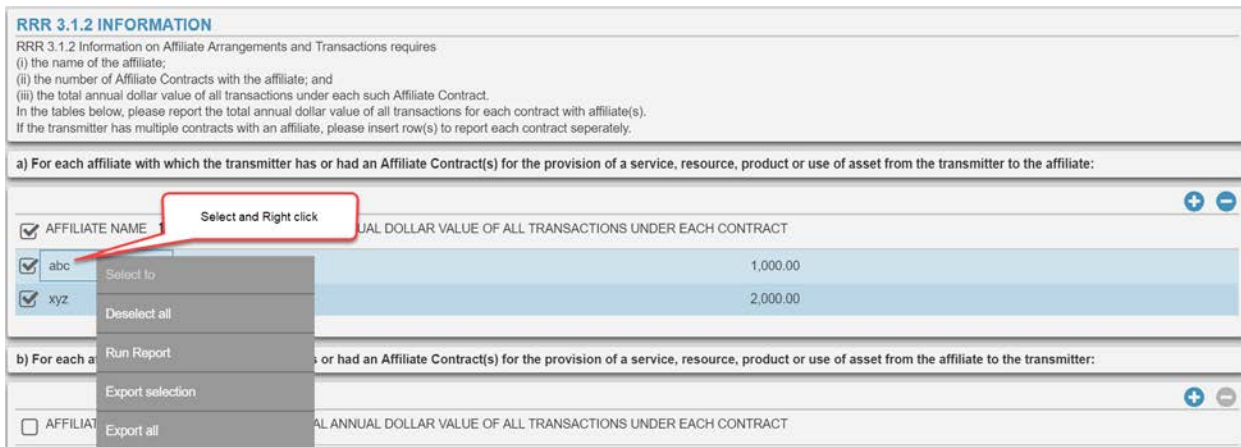 RRR 3.1.2 INFORMATION
RRR 3.1.2 Information on Affiliate Arrangements and Transactions requires
(i) the name of the affiliate;
(ii) the number of Affiliate Contracts with the affiliate; and
(iii) the total annual dollar value of all transactions under each such Affiliate Contract.
In the tables below, please report the total annual dollar value of all transactions for each contract with affiliate(s).
If the transmitter has multiple contracts with an affiliate, please insert row(s) to report each contract seperately.
a) For each affiliate with which the transmitter has or had an Affiliate Contract(s) for the provision of a service, resource, product or use of asset from the transmitter to the affiliate:
Select and Right click
AFFILIATE NAME 1 UAL DOLLAR VALUE OF ALL TRANSACTIONS UNDER EACH CONTRACT
abc 1,000.00
Select to
xyz 2,000.00
Deselect all
b) For each a Run Report s or had an Affiliate Contract(s) for the provision of a service, resource, product or use of asset from the affiliate to the transmitter:
Export selection
AFFILIAT Export all AL ANNUAL DOLLAR VALUE OF ALL TRANSACTIONS UNDER EACH CONTRACT